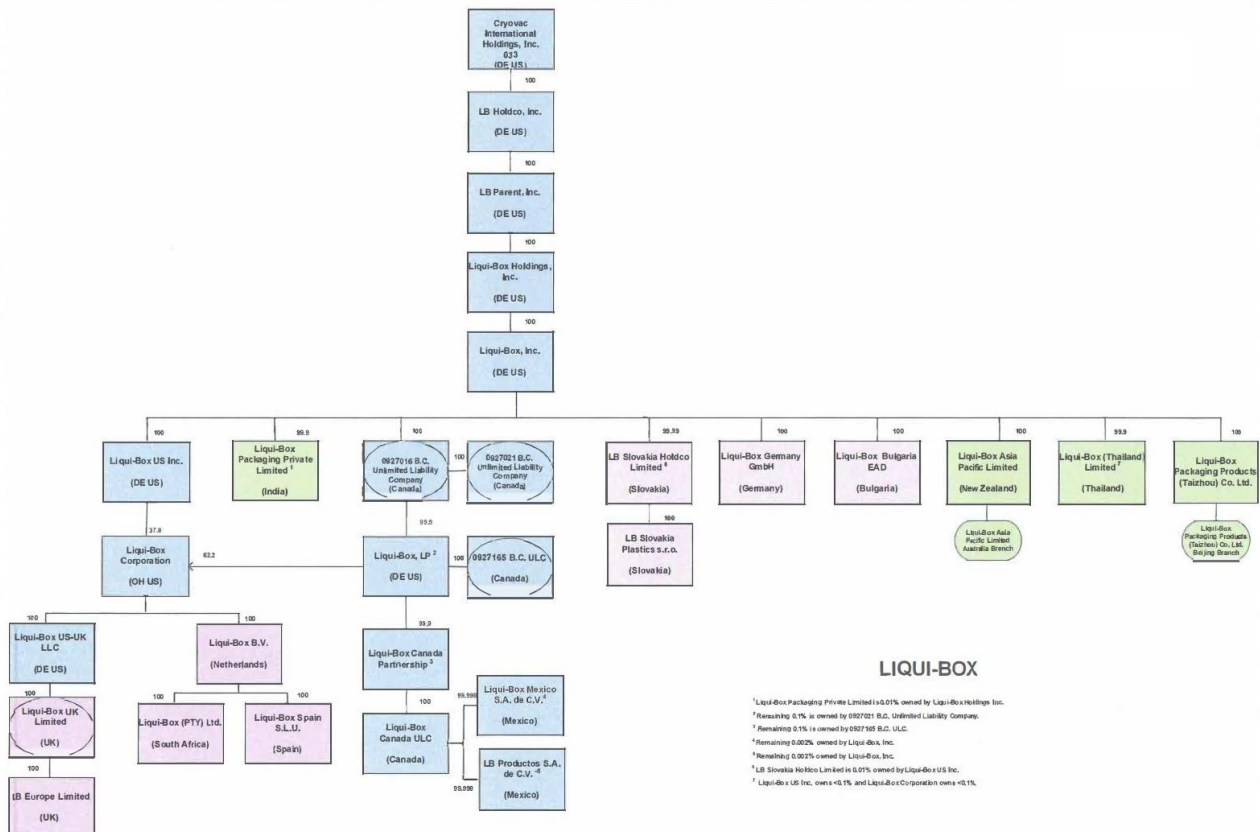 Cryovac
International
Holdings, Inc.
033
(DE US)
100
LB Holdco, Inc.
(DE US)
100
LB Parent, Inc.
(DE US)
100
Liqui-Box Holdings,
Inc.
(DE US)
100
Liqui-Box, Inc.
(DE US)
100
Liqui-Box US Inc.
(DE US)
99.9
Liqui-Box
Packaging Private
Limited 1
(India)
100
0927016 B.C.
Unlimited Liability
Company
(Canada)
100
0927021 B.C.
Unlimited Liability
Company
(Canada)
99.99
LB Slovakia Holdco
Limited 6
(Slovakia)
100
Liqui-Box Germany
GmbH
(Germany)
100
Liqui-Box Bulgaria
EAD
(Bulgaria)
100
Liqui-Box Asia
Pacific Limited
(New Zealand)
99.9
Liqui-Box (Thailand)
Limited 7
(Thailand)
100
Liqui-Box
Packaging Products
(Taizhou) Co. Ltd.
37.8
Liqui-Box
Corporation
(OH US)
62.2
99.9
Liqui-Box, LP 2
(DE US)
100
0927165 B.C. ULC
(Canada)
100
LB Slovakia
Plastics s.r.o.
(Slovakia)
Liqui-Box Asia
Pacific Limited
Australia Branch
Liqui-Box
Packaging Products
(Taizhou) Co. Ltd.
Beijing Branch
100
Liqui-Box US-UK
LLC
(DE US)
100
Liqui-Box B.V.
(Netherlands)
99.9
Liqui-Box Canada
Partnership 3
100
Liqui-Box UK
Limited
(UK)
100
Liqui-Box (PTY) Ltd.
(South Africa)
100
Liqui-Box Spain
S.L.U.
(Spain)
100
Liqui-Box
Canada ULC
(Canada)
99.998
Liqui-Box Mexico
S.A. de C.V. 4
(Mexico)
99.998
LB Productos S.A.
de C.V.
(Mexico)
100
LB Europe Limited
(UK)
LIQUI-BOX
1 Liqui-Box Packaging Private Limited is 0.01% owned by Liqui-Box Holdings Inc.
2 Remaining 0.1% is owned by 0927021 B.C. Unlimited Liability Company.
3 Remaining 0.1% is owned by 0927165 B.C. ULC.
4 Remaining 0.002% owned by Liqui-Box, Inc.
5 Remaining 0.002% owned by Liqui-Box, Inc.
6 LB Slovakia Holdco Limited is 0.01% owned by Liqui-Box US Inc.
7 Liqui-Box US Inc. owns <0.1% and Liqui-Box Corporation owns <0.1%.